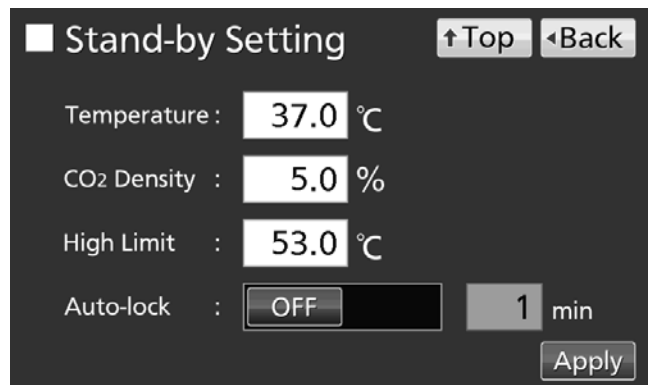 Stand-by Setting ↑Top ◂Back
Temperature : 37.0 ℃
CO2 Density : 5.0 %
High Limit : 53.0 ℃
Auto-lock : OFF 1 min
Apply